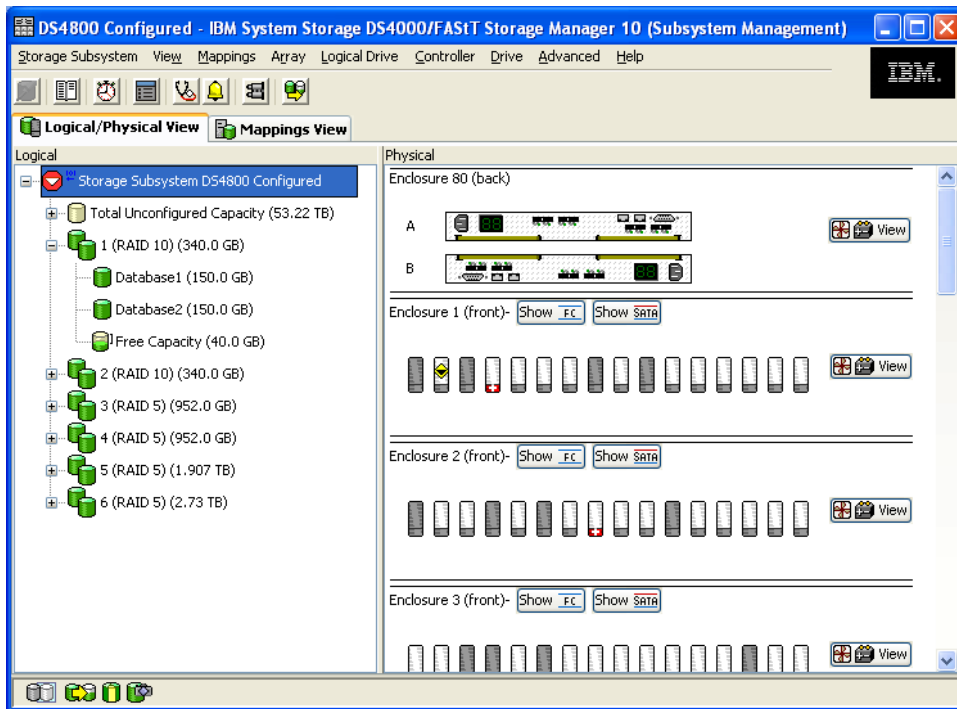 DS4800 Configured - IBM System Storage DS4000/FAStT Storage Manager 10 (Subsystem Management)
Storage Subsystem View Mappings Array Logical Drive Controller Drive Advanced Help
IBM.
Logical/Physical View Mappings View
Logical
Storage Subsystem DS4800 Configured
Total Unconfigured Capacity (53.22 TB)
1 (RAID 10) (340.0 GB)
Database1 (150.0 GB)
Database2 (150.0 GB)
Free Capacity (40.0 GB)
2 (RAID 10) (340.0 GB)
3 (RAID 5) (952.0 GB)
4 (RAID 5) (952.0 GB)
5 (RAID 5) (1.907 TB)
6 (RAID 5) (2.73 TB)
Physical
Enclosure 80 (back)
A
View
B
Enclosure 1 (front)- Show FC Show SATA
View
Enclosure 2 (front)- Show FC Show SATA
View
Enclosure 3 (front)- Show FC Show SATA
View